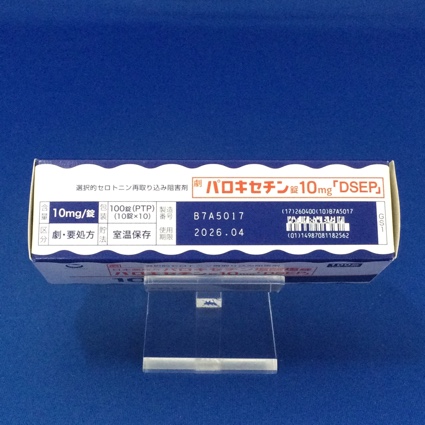 選択的セロトニン再取り込み阻害剤
劇 パロキセチン錠10mg「DSEP」
含量 10mg/錠 包装 100錠(PTP) (10錠×10) 製造番号 B7A5017
区分 劇・要処方 貯法 室温保存 使用期限 2026.04
(17)260400(10)B7A5017
(01)14987081182562
GS1